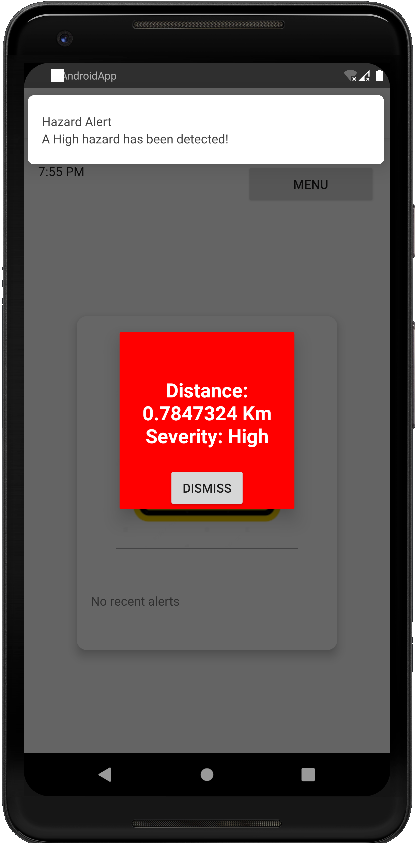 AndroidApp
Hazard Alert
A High hazard has been detected!
7:55 PM
MENU
Distance:
0.7847324 Km
Severity: High
DISMISS
No recent alerts